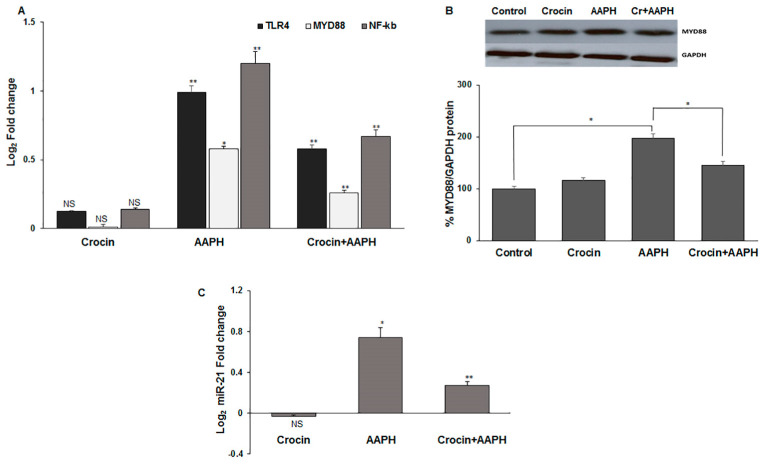 A
TLR4 MYD88 NF-kb
Log2 Fold change
1.5
1
0.5
0
NS
NS
NS
**
*
**
**
**
**
Crocin AAPH Crocin+AAPH
B
Control Crocin AAPH Cr+AAPH
MYD88
GAPDH
% MYD88/GAPDH protein
300
200
100
0
*
*
Control Crocin AAPH Crocin+AAPH
C
Log2 miR-21 Fold change
1.2
0.8
0.4
0
-0.4
NS
*
**
Crocin AAPH Crocin+AAPH